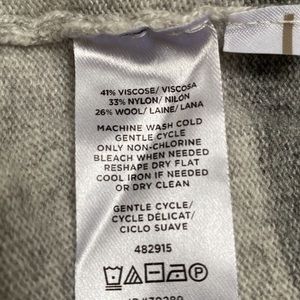 41% VISCOSE/ VISCOSA
33% NYLON/ NILON
26% WOOL/ LAINE/ LANA
MACHINE WASH COLD
GENTLE CYCLE
ONLY NON-CHLORINE
BLEACH WHEN NEEDED
RESHAPE DRY FLAT
COOL IRON IF NEEDED
OR DRY CLEAN
GENTLE CYCLE/
CYCLE DÉLICAT/
CICLO SUAVE
482915
P